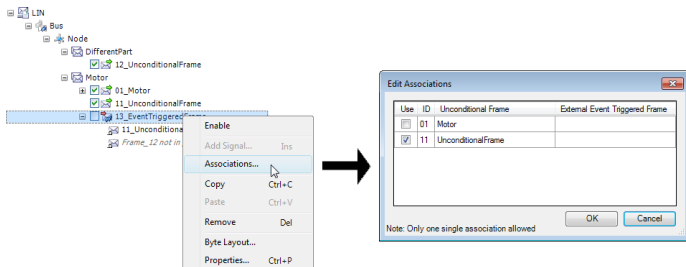 LIN
Bus
Node
DifferentPart
12_UnconditionalFrame
Motor
01_Motor
11_UnconditionalFrame
13_EventTriggeredFrame
11_Unconditiona
Frame_12 not in
Enable
Add Signal... Ins
Associations...
Copy Ctrl+C
Paste Ctrl+V
Remove Del
Byte Layout...
Properties... Ctrl+P
Edit Associations
Use ID Unconditional Frame External Event Triggered Frame
01 Motor
11 UnconditionalFrame
OK Cancel
Note: Only one single association allowed